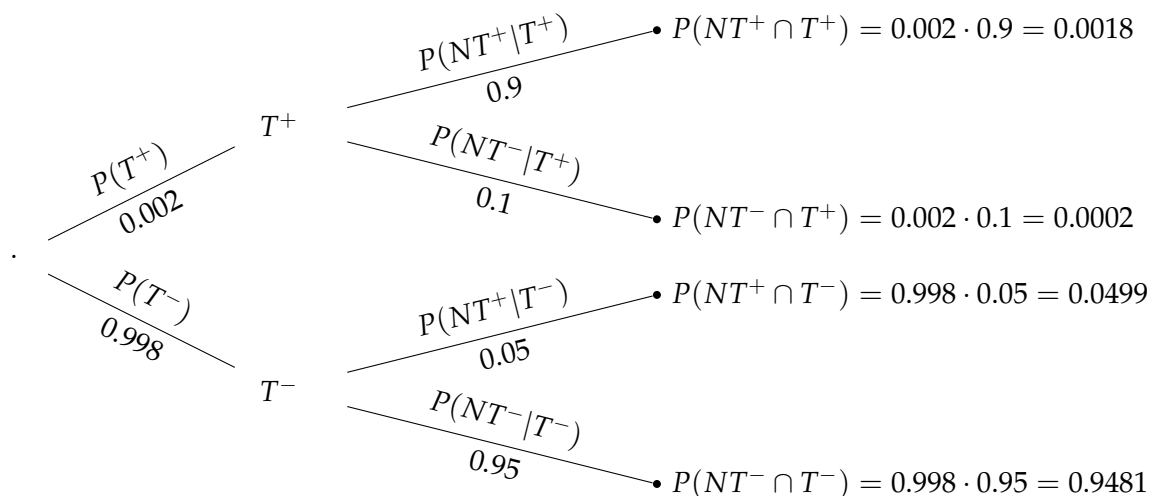 P(NT⁺|T⁺)
0.9
P(NT⁺ ∩ T⁺) = 0.002 · 0.9 = 0.0018
T⁺
P(NT⁻|T⁺)
0.1
P(NT⁻ ∩ T⁺) = 0.002 · 0.1 = 0.0002
P(T⁺)
0.002
.
P(T⁻)
0.998
P(NT⁺|T⁻)
0.05
P(NT⁺ ∩ T⁻) = 0.998 · 0.05 = 0.0499
T⁻
P(NT⁻|T⁻)
0.95
P(NT⁻ ∩ T⁻) = 0.998 · 0.95 = 0.9481